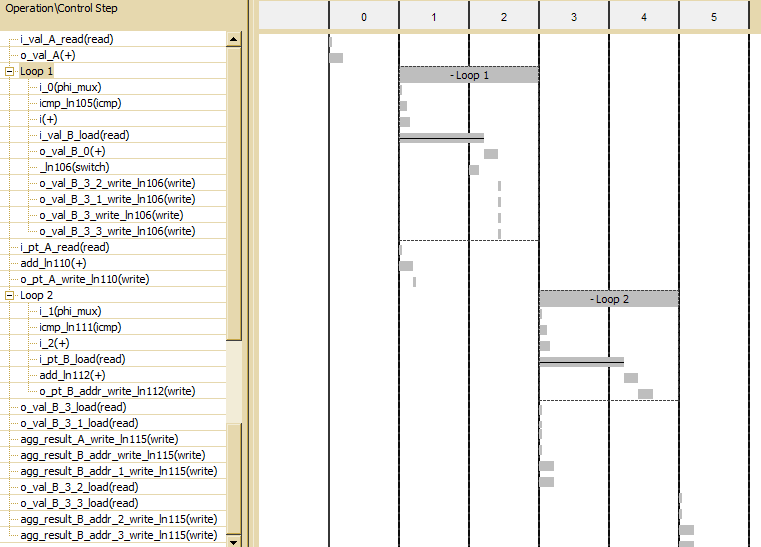 Operation\Control Step
0 1 2 3 4 5
i_val_A_read(read)
o_val_A(+)
Loop 1
- Loop 1
i_0(phi_mux)
icmp_ln105(icmp)
i(+)
i_val_B_load(read)
o_val_B_0(+)
_ln106(switch)
o_val_B_3_2_write_ln106(write)
o_val_B_3_1_write_ln106(write)
o_val_B_3_write_ln106(write)
o_val_B_3_3_write_ln106(write)
i_pt_A_read(read)
add_ln110(+)
o_pt_A_write_ln110(write)
Loop 2
- Loop 2
i_1(phi_mux)
icmp_ln111(icmp)
i_2(+)
i_pt_B_load(read)
add_ln112(+)
o_pt_B_addr_write_ln112(write)
o_val_B_3_load(read)
o_val_B_3_1_load(read)
agg_result_A_write_ln115(write)
agg_result_B_addr_write_ln115(write)
agg_result_B_addr_1_write_ln115(write)
o_val_B_3_2_load(read)
o_val_B_3_3_load(read)
agg_result_B_addr_2_write_ln115(write)
agg_result_B_addr_3_write_ln115(write)